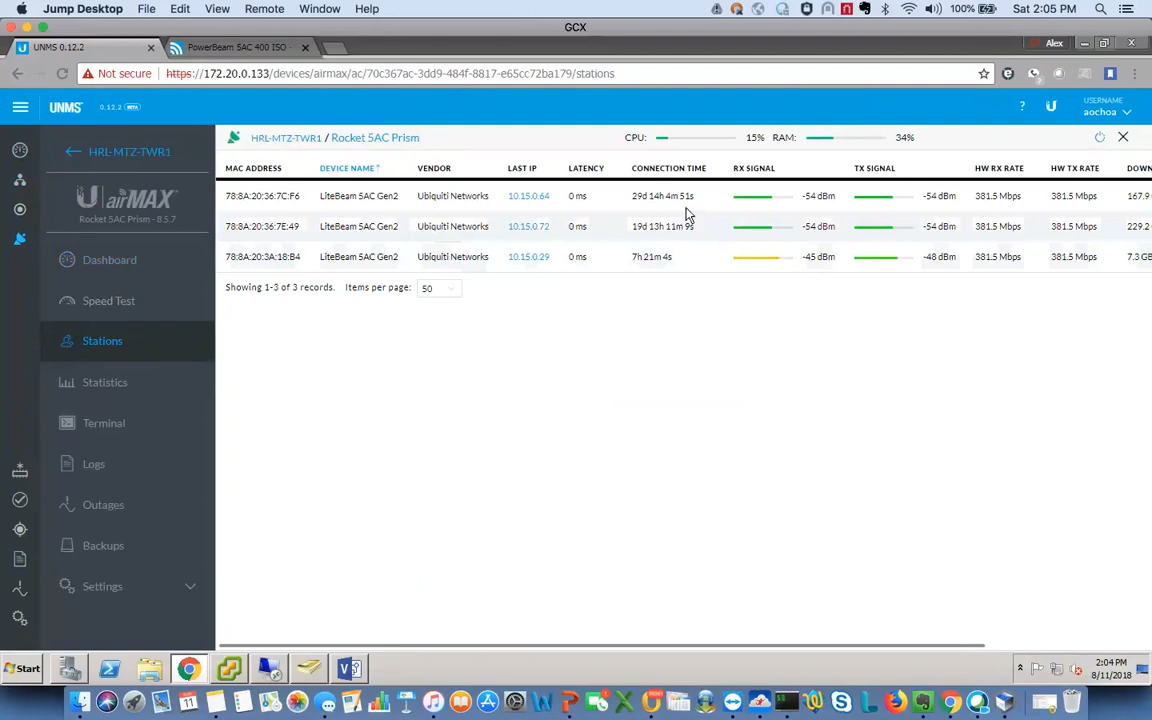 Jump Desktop File Edit View Remote Window Help 100% Sat 2:05 PM
GCX
UNMS 0.12.2 PowerBeam 5AC 400 ISO - Alex
Not secure https://172.20.0.133/devices/airmax/ac/70c367ac-3dd9-484f-8817-e65cc72ba179/stations
UNMS 0.12.2 BETA ? USERNAME
aochoa
HRL-MTZ-TWR1
HRL-MTZ-TWR1 / Rocket 5AC Prism CPU: 15% RAM: 34%
airMAX
Rocket 5AC Prism - 8.5.7
MAC ADDRESS DEVICE NAME VENDOR LAST IP LATENCY CONNECTION TIME RX SIGNAL TX SIGNAL HW RX RATE HW TX RATE DOWN
78:8A:20:36:7C:F6 LiteBeam 5AC Gen2 Ubiquiti Networks 10.15.0.64 0 ms 29d 14h 4m 51s -54 dBm -54 dBm 381.5 Mbps 381.5 Mbps 167.9
78:8A:20:36:7E:49 LiteBeam 5AC Gen2 Ubiquiti Networks 10.15.0.72 0 ms 19d 13h 11m 9s -54 dBm -54 dBm 381.5 Mbps 381.5 Mbps 229.2
78:8A:20:3A:18:B4 LiteBeam 5AC Gen2 Ubiquiti Networks 10.15.0.29 0 ms 7h 21m 4s -45 dBm -48 dBm 381.5 Mbps 381.5 Mbps 7.3 GB
Showing 1-3 of 3 records. Items per page: 50
Dashboard
Speed Test
Stations
Statistics
Terminal
Logs
Outages
Backups
Settings
Start
2:04 PM
8/11/2018